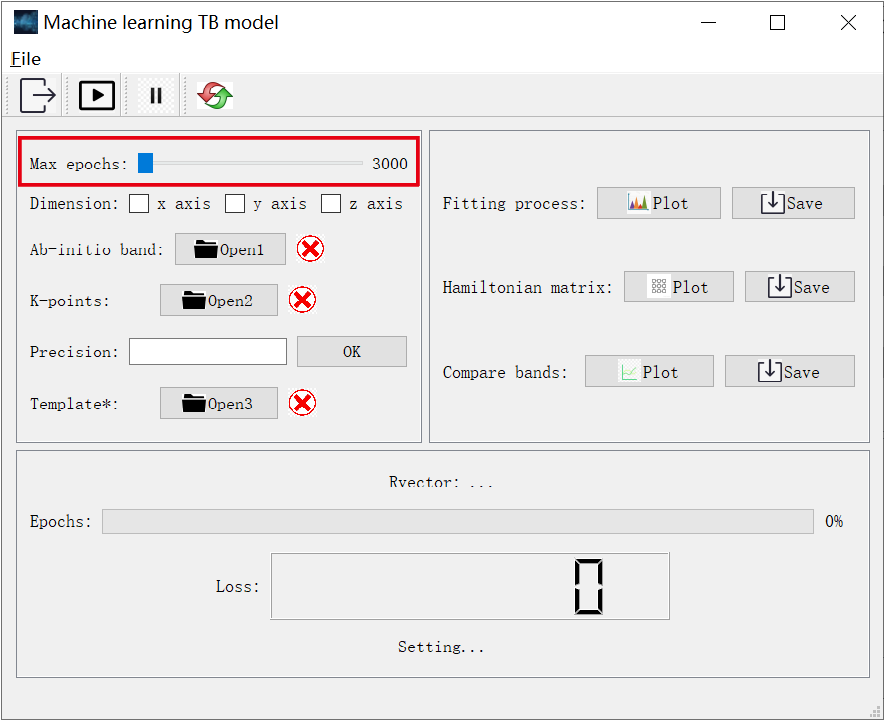 Machine learning TB model
File
Max epochs: 3000
Dimension: x axis y axis z axis
Ab-initio band: Open1
K-points: Open2
Precision: OK
Template*: Open3
Fitting process: Plot Save
Hamiltonian matrix: Plot Save
Compare bands: Plot Save
Rvector: ...
Epochs: 0%
Loss: 0
Setting...